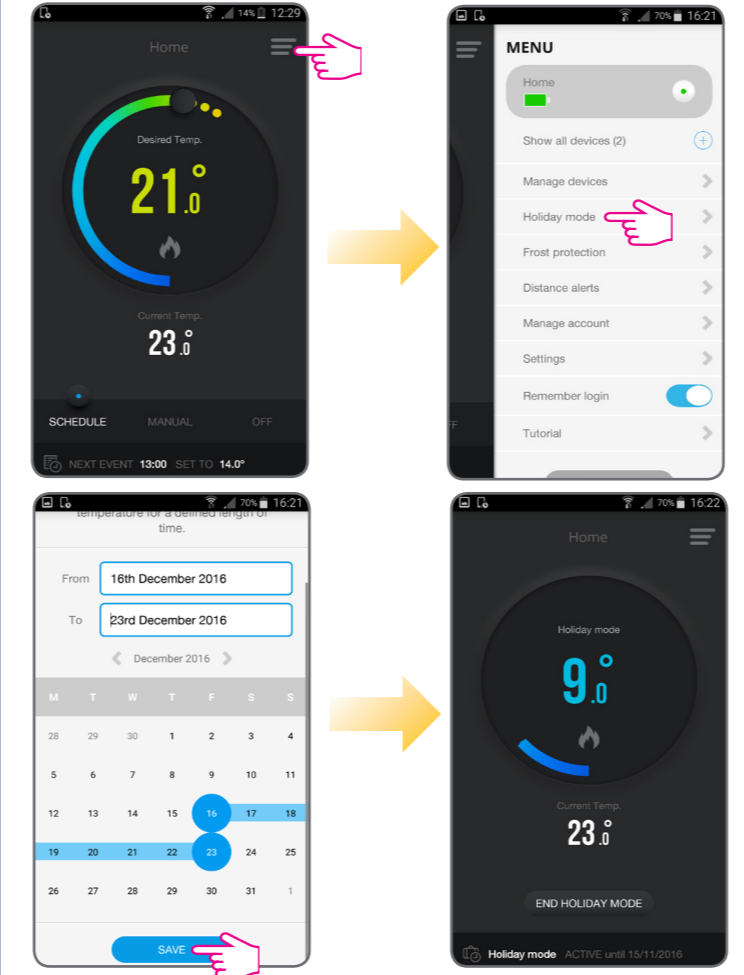 14% 12:29
Home
Desired Temp.
21.0°
Current Temp.
23.0°
SCHEDULE MANUAL OFF
NEXT EVENT 13:00 SET TO 14.0°
70% 16:21
MENU
Home
Show all devices (2)
Manage devices
Holiday mode
Frost protection
Distance alerts
Manage account
Settings
Remember login
Tutorial
70% 16:21
temperature for a defined length of
time.
From 16th December 2016
To 23rd December 2016
December 2016
M T W T F S S
28 29 30 1 2 3 4
5 6 7 8 9 10 11
12 13 14 15 16 17 18
19 20 21 22 23 24 25
26 27 28 29 30 31 1
SAVE
70% 16:22
Home
Holiday mode
9.0°
Current Temp.
23.0°
END HOLIDAY MODE
Holiday mode ACTIVE until 15/11/2016